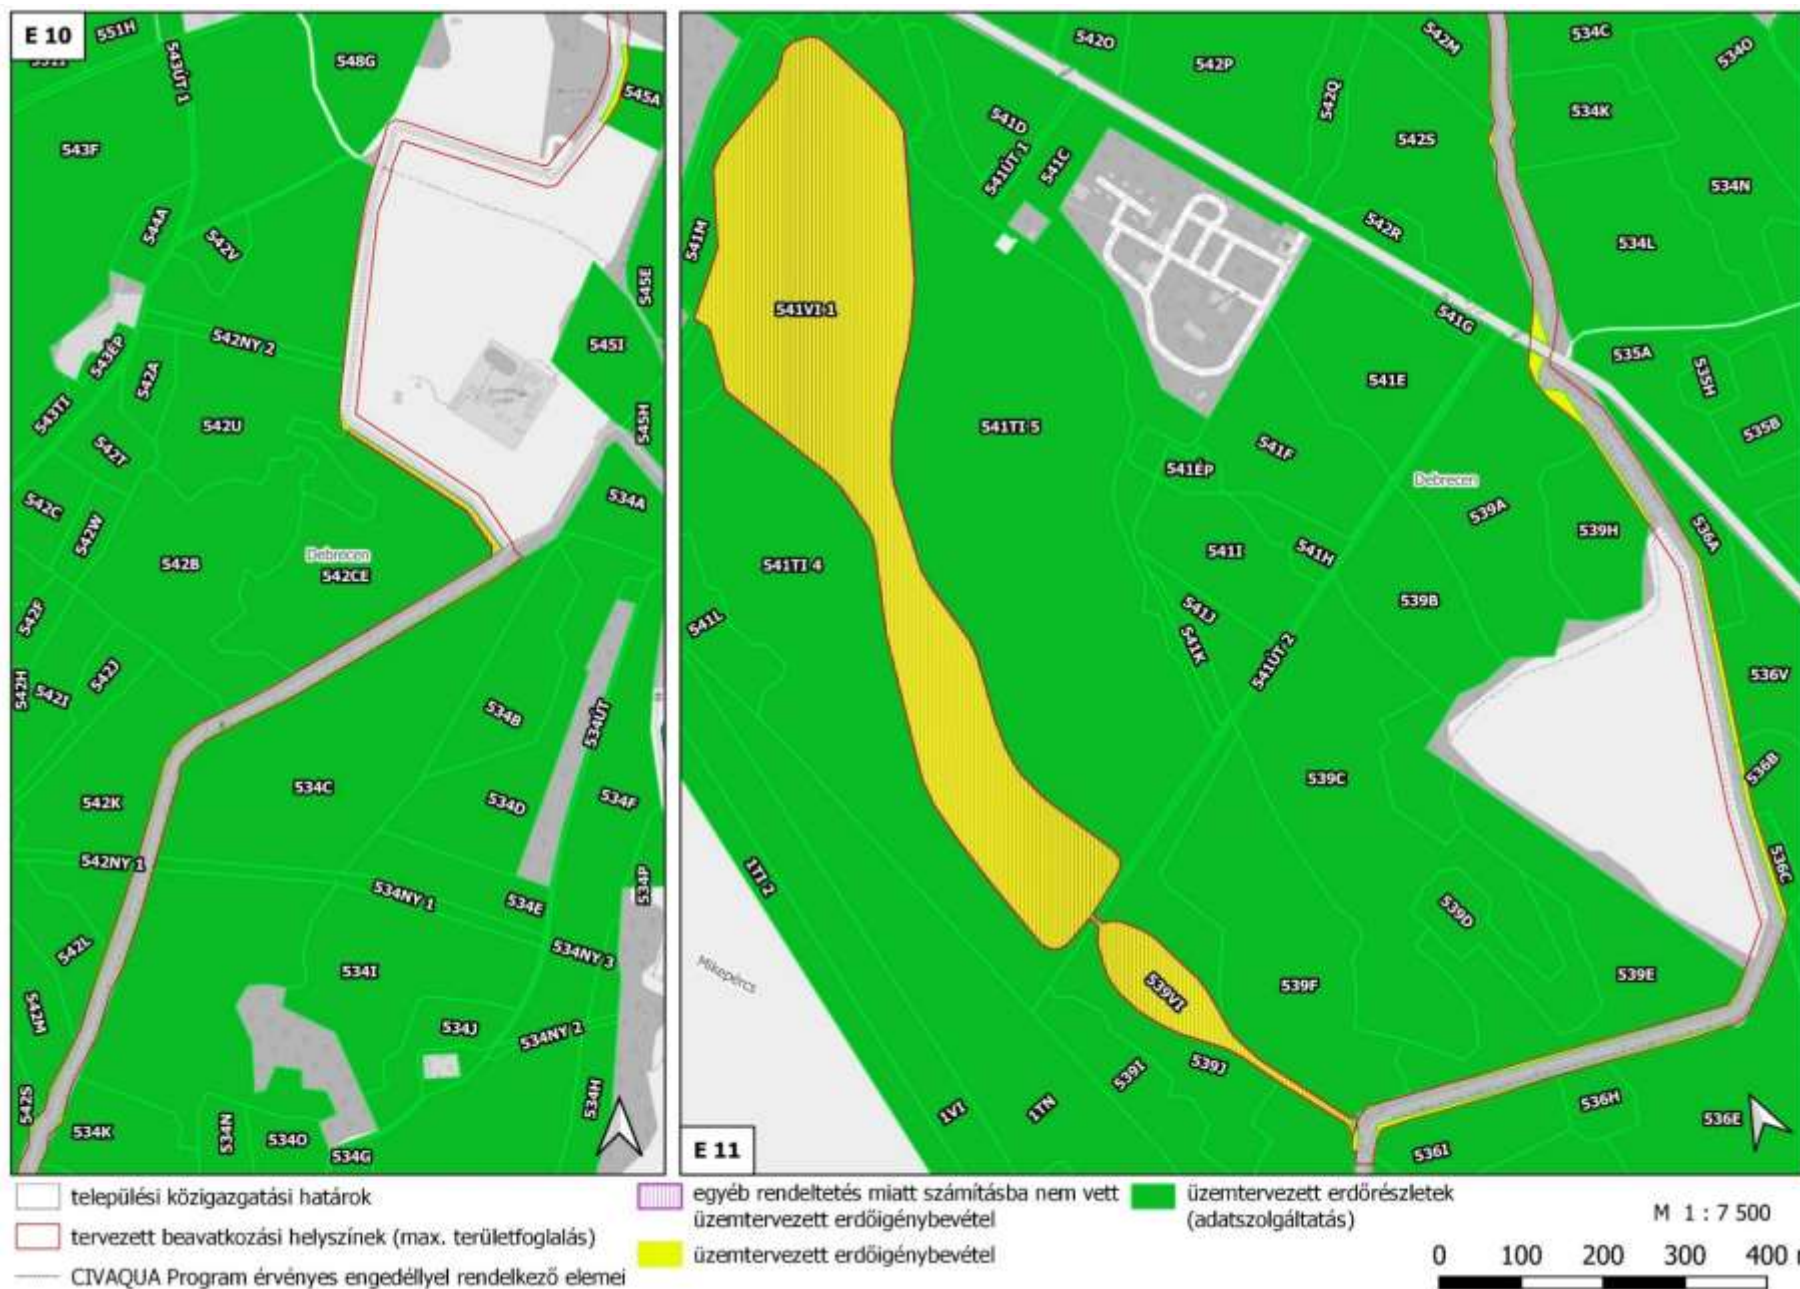 E 10
551H
543ÚT 1
548G
545A
543F
544A
542V
545E
542NY 2
545I
543ÉP
542A
543TI
542U
545H
542T
542C
542W
534A
542B
Debrecen
542CE
542F
542J
542H
542I
534B
534ÚT
534C
542K
534D
534F
542NY 1
534NY 1
534E
534P
542L
534NY 3
534I
542M
534J
534NY 2
542S
534K
534N
534O
534G
534H
E 11
542O
542P
542M
534C
534O
542Q
534K
541D
541ÚT 1
541C
542S
534N
541M
542R
534L
541VI 1
541G
535A
535H
541E
541TI 5
535B
541F
541ÉP
Debrecen
539A
539H
536A
541I
541H
541TI 4
539B
541J
541L
541K
541ÚT 2
536V
539C
536B
1TI 2
536C
539D
Mikepércs
539VI
539F
539E
539J
539I
1VI
1TN
536H
536I
536E
települési közigazgatási határok
tervezett beavatkozási helyszínek (max. területfoglalás)
CIVAQUA Program érvényes engedéllyel rendelkező elemei
egyéb rendeltetés miatt számításba nem vett
üzemtervezett erdőigénybevétel
üzemtervezett erdőigénybevétel
üzemtervezett erdőrészletek
(adatszolgáltatás)
M 1 : 7 500
0 100 200 300 400